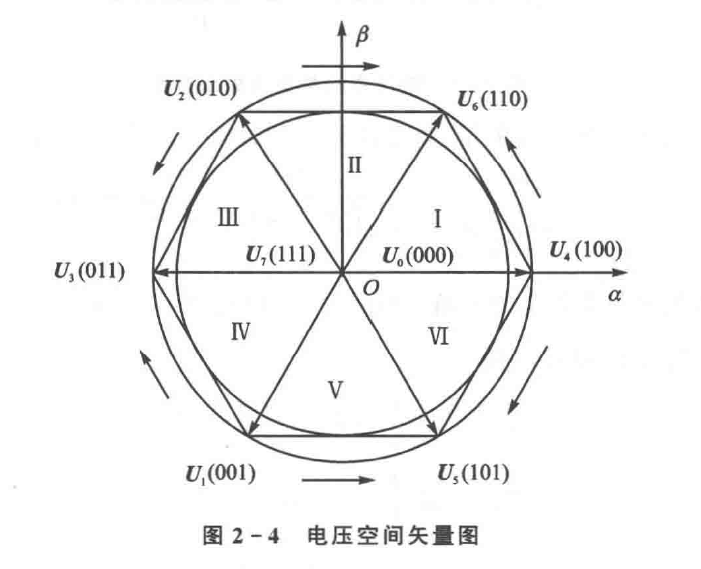 β
U₂(010)
U₆(110)
II
III
I
U₃(011)
U₇(111)
U₀(000)
U₄(100)
O
α
IV
VI
V
U₁(001)
U₅(101)
图 2-4 电压空间矢量图